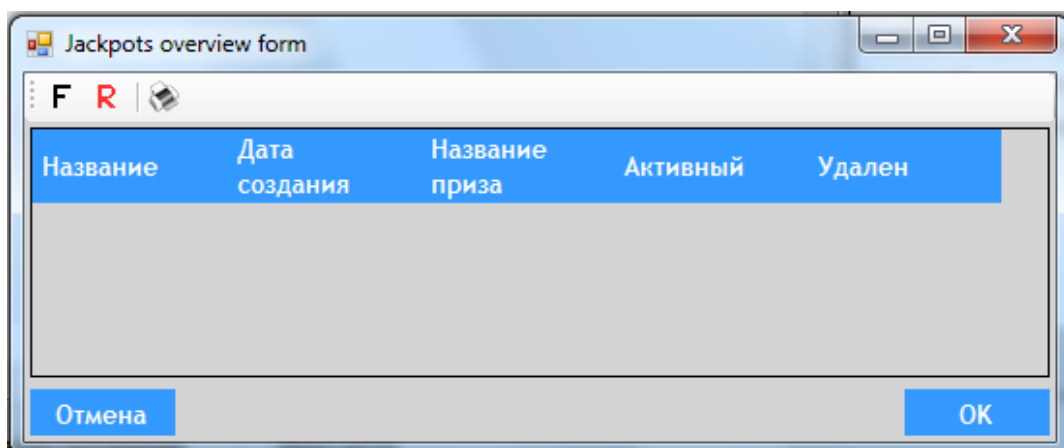 Jackpots overview form
F R
Название Дата создания Название приза Активный Удален
Отмена OK